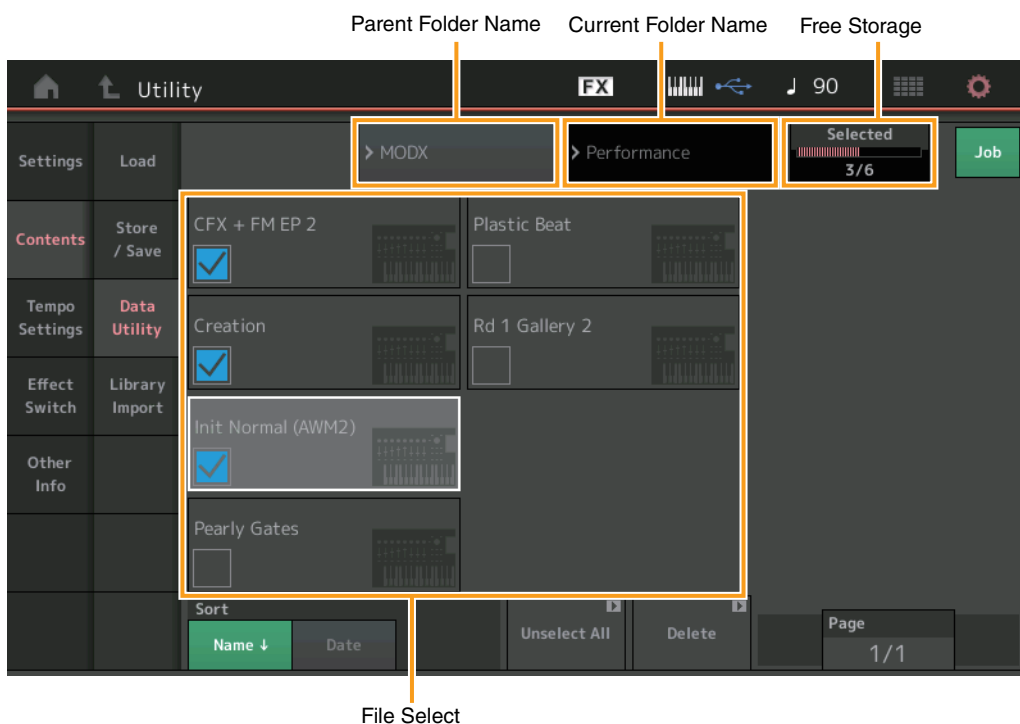 Parent Folder Name
Current Folder Name
Free Storage
Utility
FX
♩ 90
Settings
Load
> MODX
> Performance
Selected
3/6
Job
Contents
Store
/ Save
CFX + FM EP 2
Plastic Beat
Tempo
Settings
Data
Utility
Creation
Rd 1 Gallery 2
Effect
Switch
Library
Import
Init Normal (AWM2)
Other
Info
Pearly Gates
Sort
Name ↓
Date
Unselect All
Delete
Page
1/1
File Select